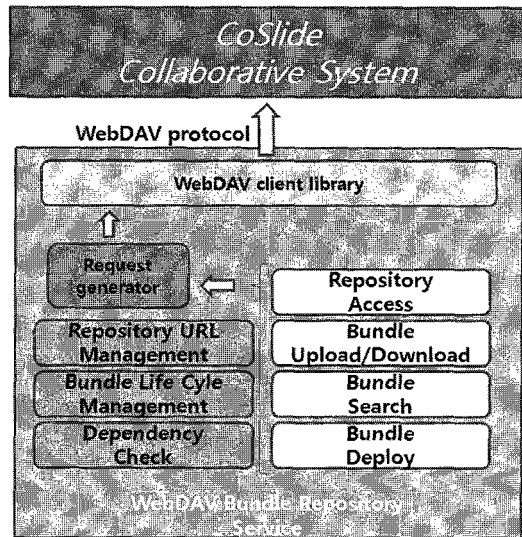 CoSlide
Collaborative System
WebDAV protocol
WebDAV client library
Request
generator
Repository
Access
Repository URL
Management
Bundle
Upload/Download
Bundle Life Cyle
Management
Bundle
Search
Dependency
Check
Bundle
Deploy
WebDAV Bundle Repository
Service